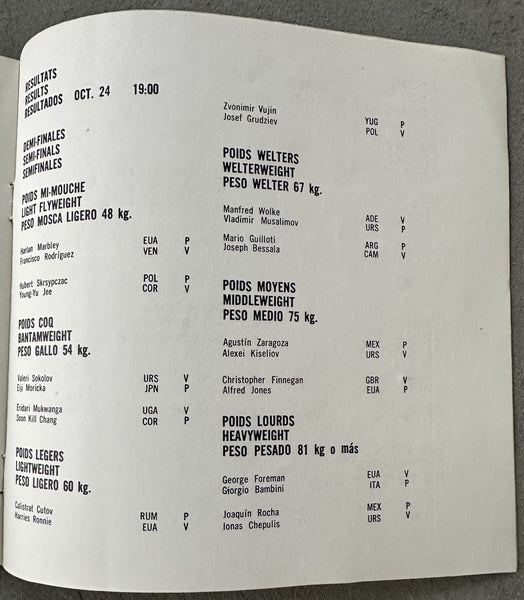 RESULTATS
RESULTS
RESULTADOS OCT. 24 19:00
DEMI-FINALES
SEMI-FINALS
SEMIFINALES
POIDS MI-MOUCHE
LIGHT FLYWEIGHT
PESO MOSCA LIGERO 48 kg.
Harlan Marbley EUA P
Francisco Rodríguez VEN V
Hubert Skrsypczac POL P
Young-Yu Jee COR V
POIDS COQ
BANTAMWEIGHT
PESO GALLO 54 kg.
Valeri Sokolov URS V
Eiji Moricka JPN P
Eridari Mukwanga UGA V
Soon Kill Chang COR P
POIDS LEGERS
LIGHTWEIGHT
PESO LIGERO 60 kg.
Calistrat Cutov RUM P
Harries Ronnie EUA V
Zvonimir Vujin YUG P
Josef Grudziev POL V
POIDS WELTERS
WELTERWEIGHT
PESO WELTER 67 kg.
Manfred Wolke ADE V
Vladimir Musalimov URS P
Mario Guilloti ARG P
Joseph Bessala CAM V
POIDS MOYENS
MIDDLEWEIGHT
PESO MEDIO 75 kg.
Agustín Zaragoza MEX P
Alexei Kiseliov URS V
Christopher Finnegan GBR V
Alfred Jones EUA P
POIDS LOURDS
HEAVYWEIGHT
PESO PESADO 81 kg o más
George Foreman EUA V
Giorgio Bambini ITA P
Joaquín Rocha MEX P
Ionas Chepulis URS V